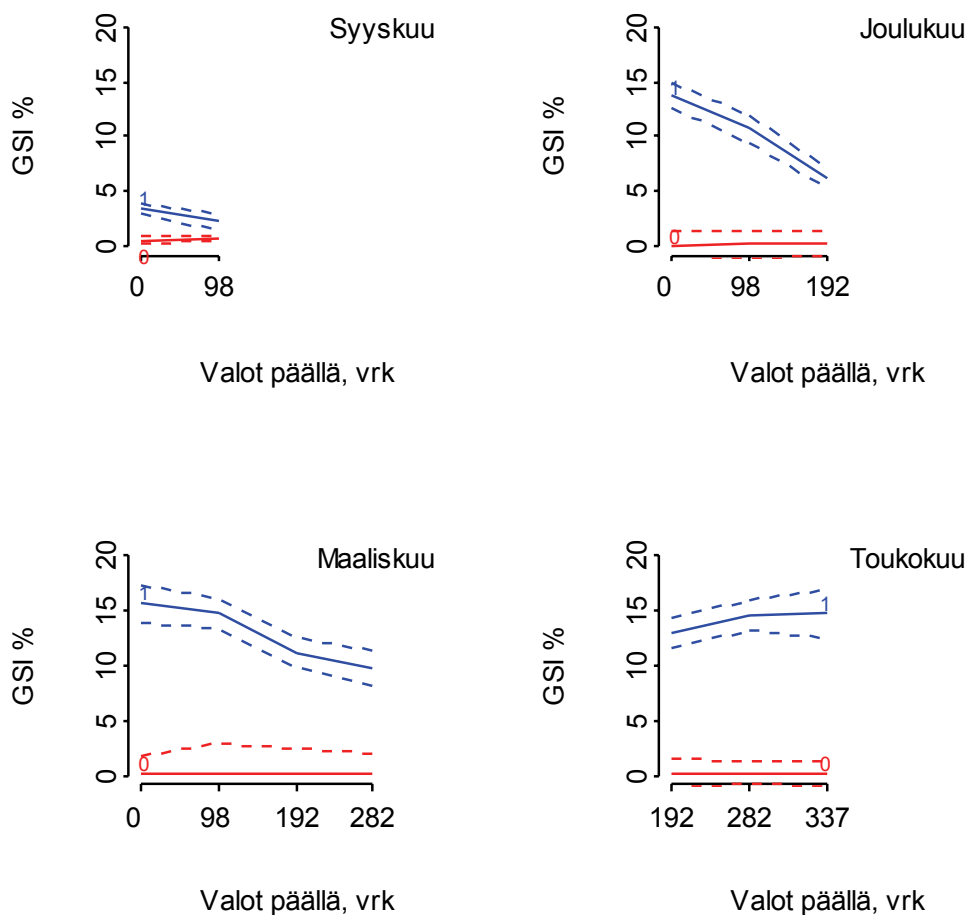 Syyskuu
GSI %
20
15
10
5
0
1
0
0 98
Valot päällä, vrk
Joulukuu
GSI %
20
15
10
5
0
1
0
0 98 192
Valot päällä, vrk
Maaliskuu
GSI %
20
15
10
5
0
1
0
0 98 192 282
Valot päällä, vrk
Toukokuu
GSI %
20
15
10
5
0
1
0
192 282 337
Valot päällä, vrk